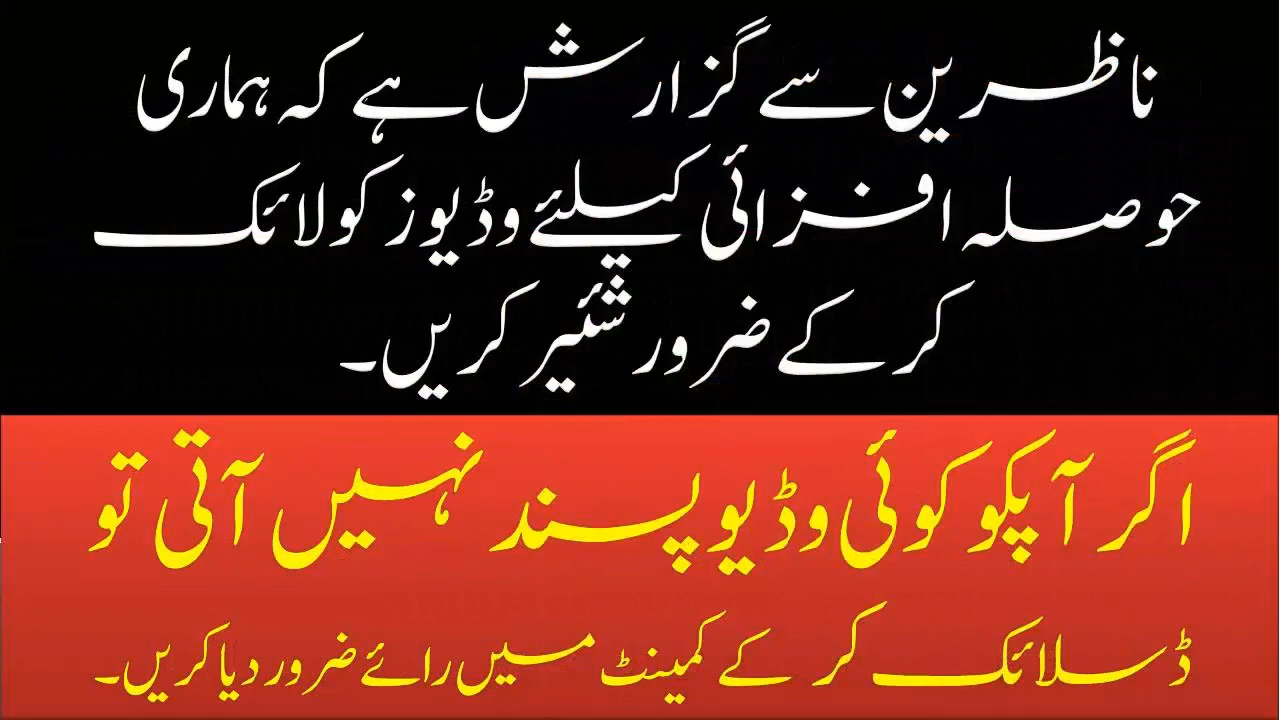 ناظرین سے گزارش ہے کہ ہماری
حوصلہ افزائی کیلئے وڈیوز کو لائک
کر کے ضرور شئیر کریں۔
اگر آپکو کوئی وڈیو پسند نہیں آتی تو
ڈسلائک کر کے کمینٹ میں رائے ضرور دیا کریں۔